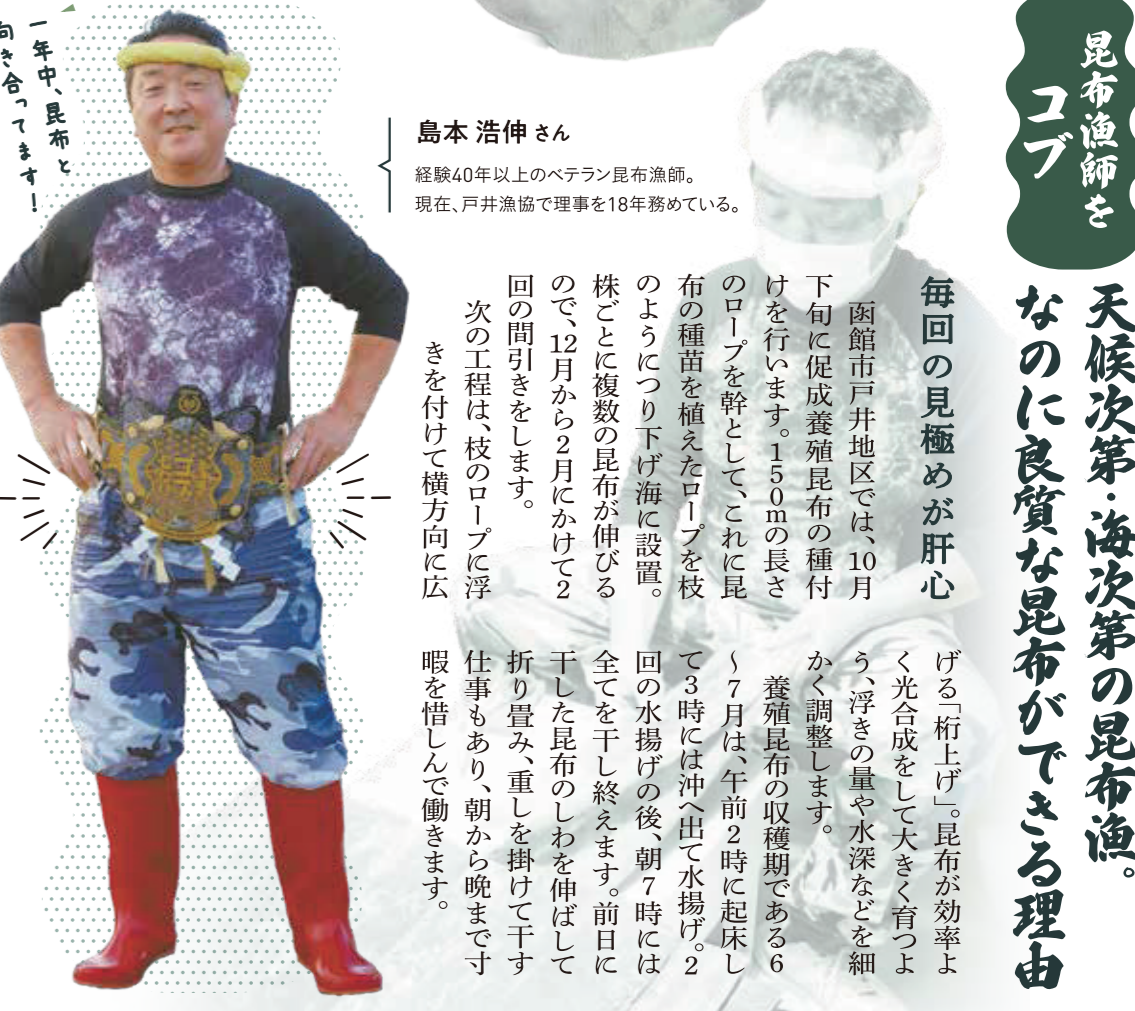 昆布漁師を
コブ
天候次第・海次第の昆布漁。
なのに良質な昆布ができる理由
毎回の見極めが肝心
函館市戸井地区では、10月
下旬に促成養殖昆布の種付
けを行います。150mの長さ
のロープを幹として、これに昆
布の種苗を植えたロープを枝
のようにつり下げ海に設置。
株ごとに複数の昆布が伸びる
ので、12月から2月にかけて2
回の間引きをします。
次の工程は、枝のロープに浮
きを付けて横方向に広
げる「桁上げ」。昆布が効率よ
く光合成をして大きく育つよ
う、浮きの量や水深などを細
かく調整します。
養殖昆布の収穫期である6
～7月は、午前2時に起床し
て3時には沖へ出て水揚げ。2
回の水揚げの後、朝7時には
全てを干し終えます。前日に
干した昆布のしわを伸ばして
折り畳み、重しを掛けて干す
仕事もあり、朝から晩まで寸
暇を惜しんで働きます。
島本 浩伸 さん
経験40年以上のベテラン昆布漁師。
現在、戸井漁協で理事を18年務めている。
一年中、昆布と
向き合ってます！